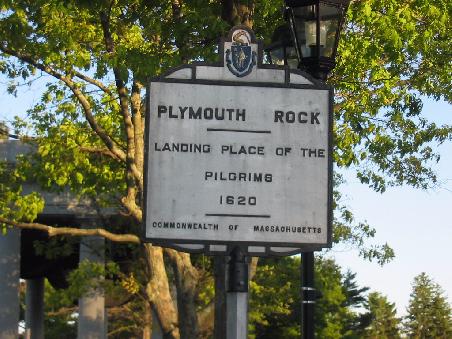 PLYMOUTH ROCK
LANDING PLACE OF THE
PILGRIMS
1620
COMMONWEALTH OF MASSACHUSETTS